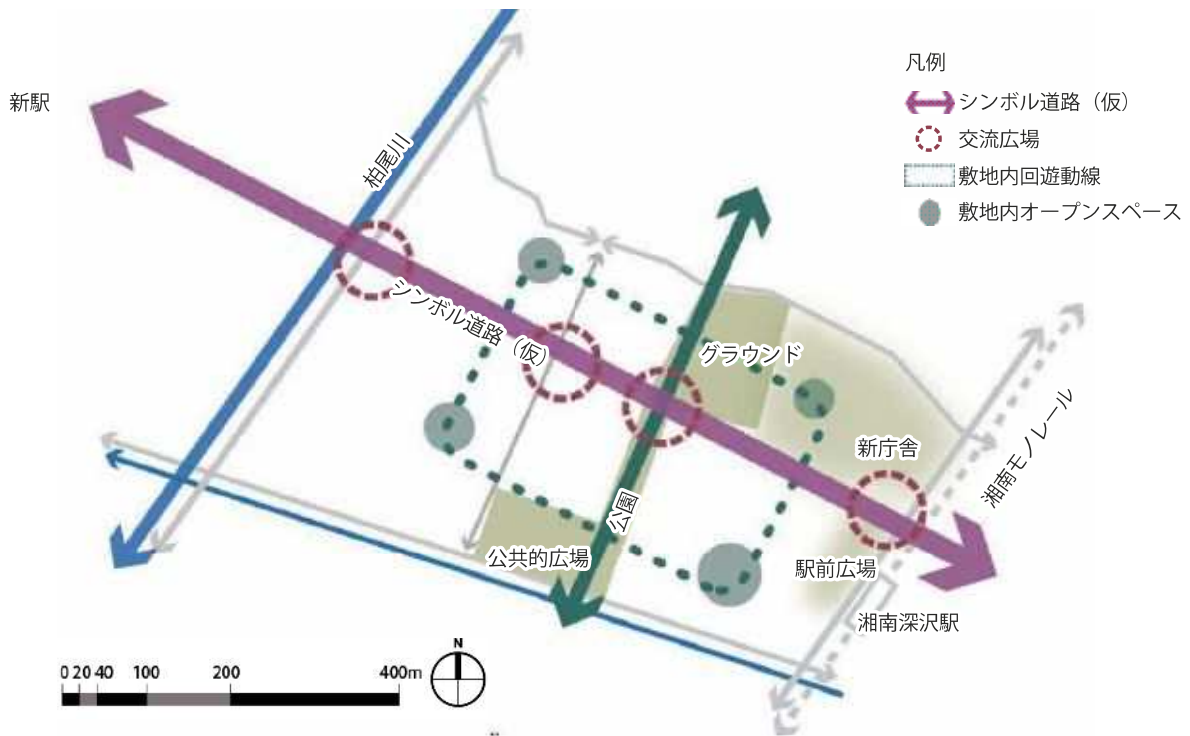 凡例
シンボル道路（仮）
交流広場
敷地内回遊動線
敷地内オープンスペース
新駅
柏尾川
シンボル道路（仮）
グラウンド
新庁舎
湘南モノレール
公園
公共的広場
駅前広場
湘南深沢駅
0 20 40 100 200 400m
N